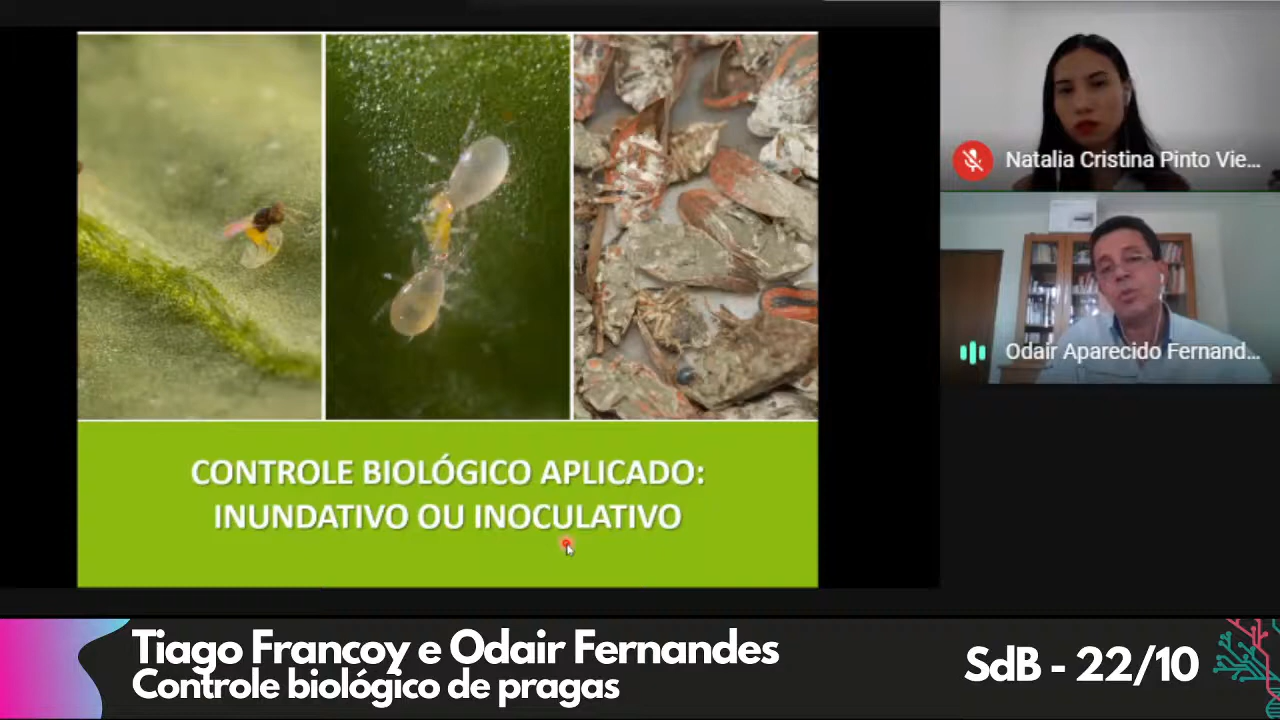 CONTROLE BIOLÓGICO APLICADO:
INUNDATIVO OU INOCULATIVO
Natalia Cristina Pinto Vie...
Odair Aparecido Fernand...
Tiago Francoy e Odair Fernandes
Controle biológico de pragas
SdB - 22/10